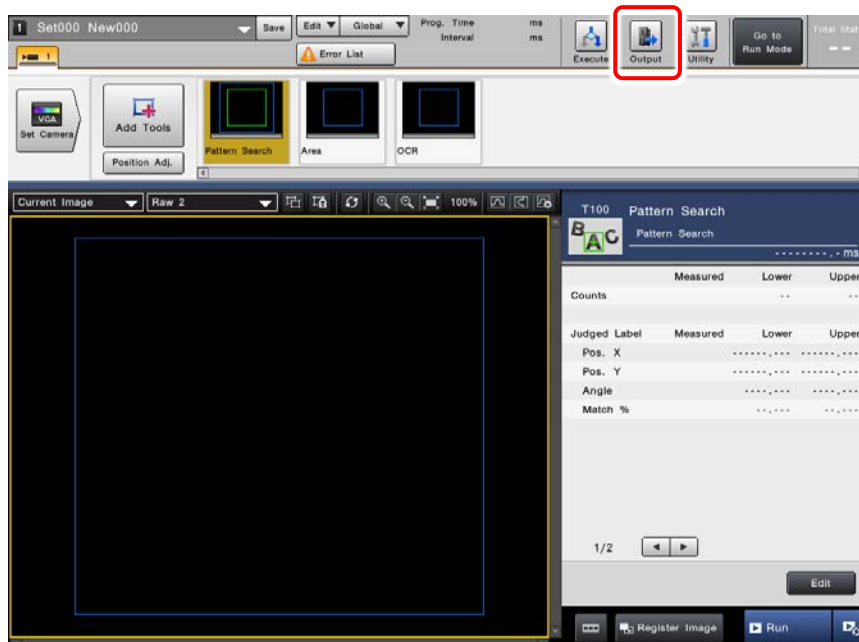 1 Set000 New000 Save Edit Global Prog. Time ms
Interval ms
1 Error List
Execute Output Utility Go to
Run Mode
VGA
Set Camera
Add Tools
Position Adj.
Pattern Search Area OCR
Current Image Raw 2 100%
T100 Pattern Search
BAC Pattern Search
--------.- ms
Measured Lower Upper
Counts -- --
Judged Label Measured Lower Upper
Pos. X ------.--- ------.---
Pos. Y ------.--- ------.---
Angle ----.--- ----.---
Match % --.--- --.---
1/2
Edit
Register Image Run